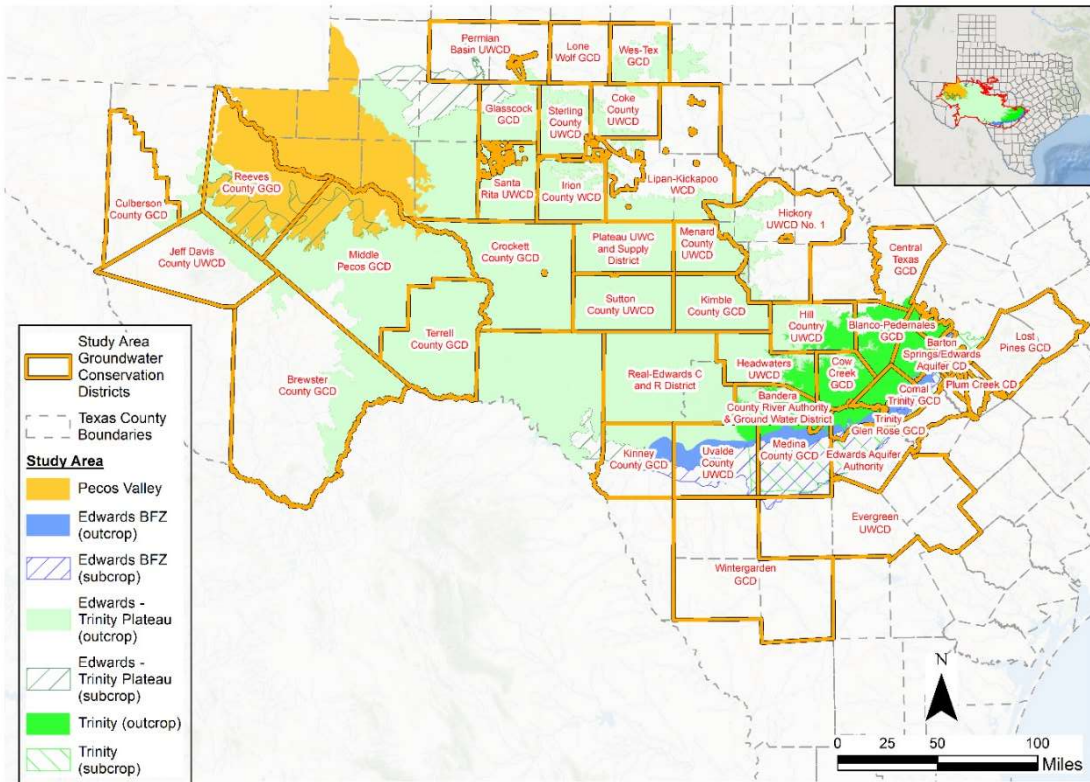 Permian
Basin UWCD
Lone
Wolf GCD
Wes-Tex
GCD
Glasscock
GCD
Sterling
County
UWCD
Coke
County
UWCD
Santa
Rita UWCD
Irion
County WCD
Lipan-Kickapoo
WCD
Reeves
County GGD
Culberson
County GCD
Jeff Davis
County UWCD
Middle
Pecos GCD
Crockett
County GCD
Plateau UWC
and Supply
District
Menard
County
UWCD
Hickory
UWCD No. 1
Central
Texas
GCD
Sutton
County UWCD
Kimble
County GCD
Hill
Country
UWCD
Blanco-Pedernales
GCD
Lost
Pines GCD
Terrell
County GCD
Brewster
County GCD
Real-Edwards C
and R District
Headwaters
UWCD
Cow
Creek
GCD
Barton
Springs/Edwards
Aquifer CD
Plum Creek CD
Comal
Trinity GCD
Bandera
County River Authority
& Ground Water District
Trinity
Glen Rose GCD
Kinney
County GCD
Uvalde
County
UWCD
Medina
County GCD
Edwards Aquifer
Authority
Evergreen
UWCD
Wintergarden
GCD
Study Area
Groundwater
Conservation
Districts
Texas County
Boundaries
Study Area
Pecos Valley
Edwards BFZ
(outcrop)
Edwards BFZ
(subcrop)
Edwards -
Trinity Plateau
(outcrop)
Edwards -
Trinity Plateau
(subcrop)
Trinity (outcrop)
Trinity
(subcrop)
N
0 25 50 100
Miles